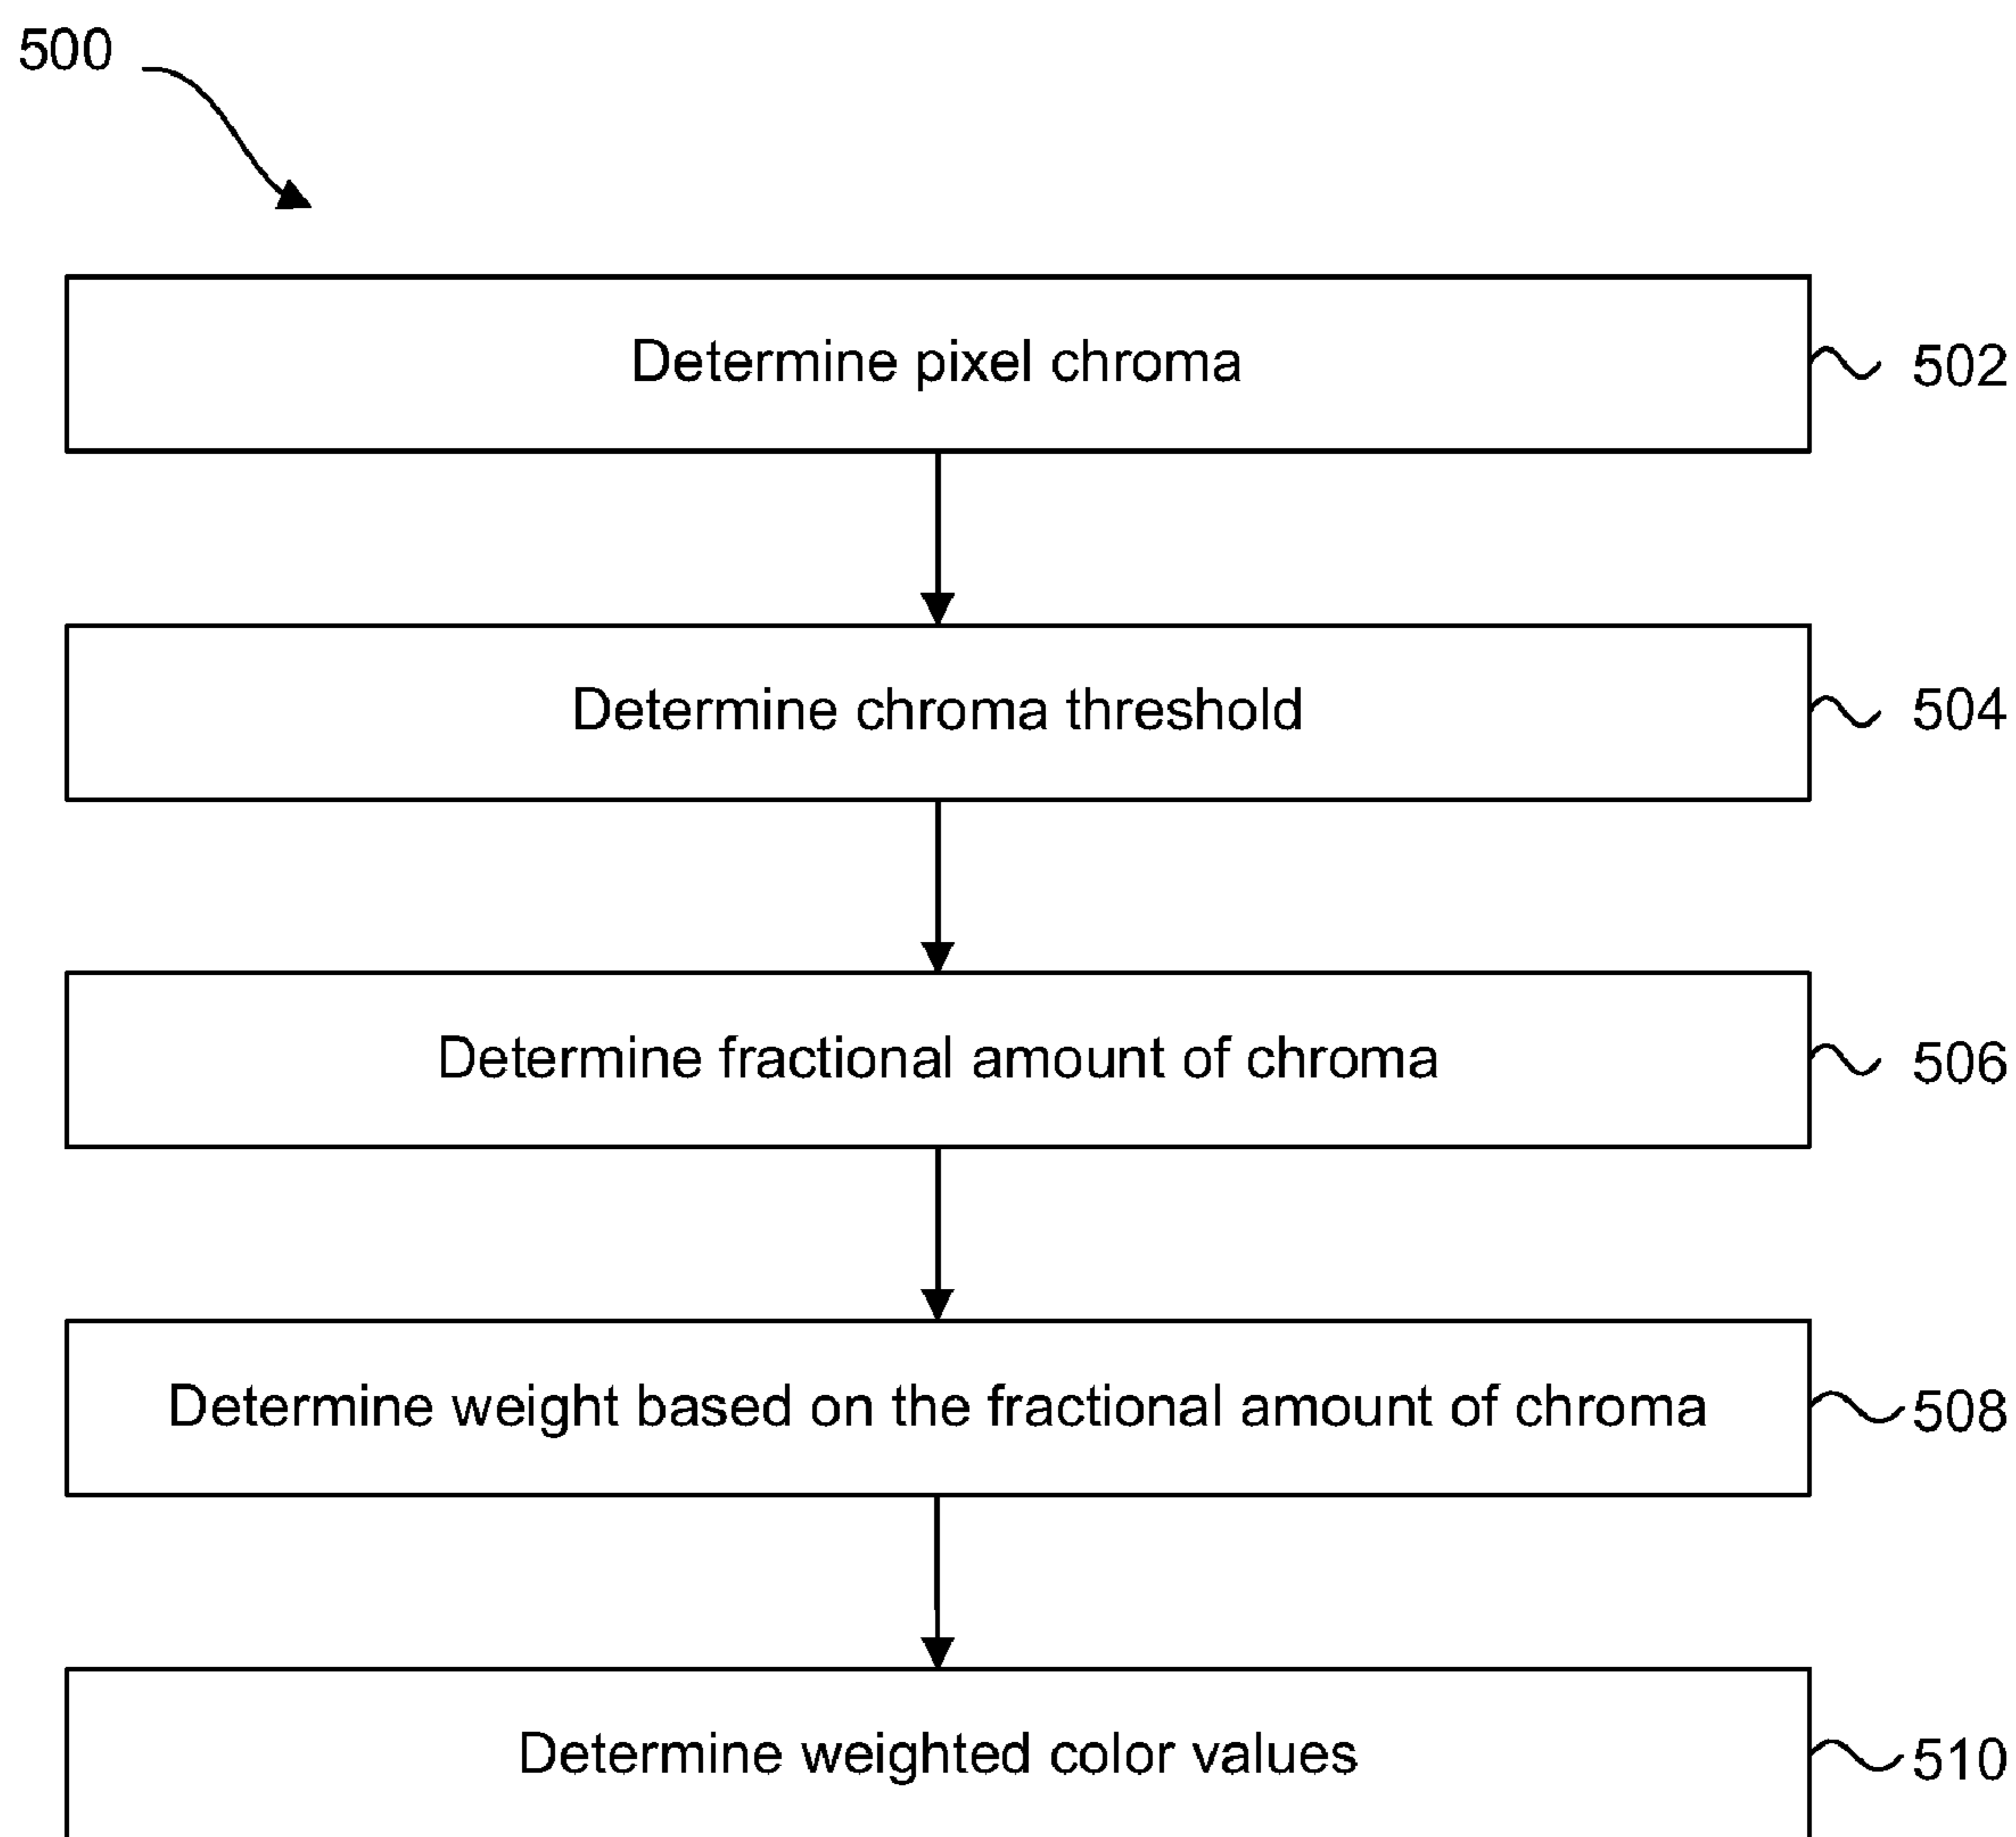 500
Determine pixel chroma
502
Determine chroma threshold
504
Determine fractional amount of chroma
506
Determine weight based on the fractional amount of chroma
508
Determine weighted color values
510